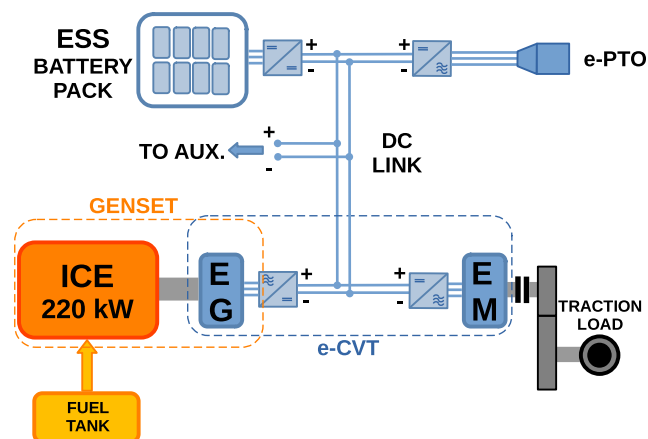 ESS
BATTERY
PACK
+
-
+
-
e-PTO
+
TO AUX.
-
DC
LINK
GENSET
ICE
220 kW
E
G
+
-
+
-
E
M
TRACTION
LOAD
e-CVT
FUEL
TANK